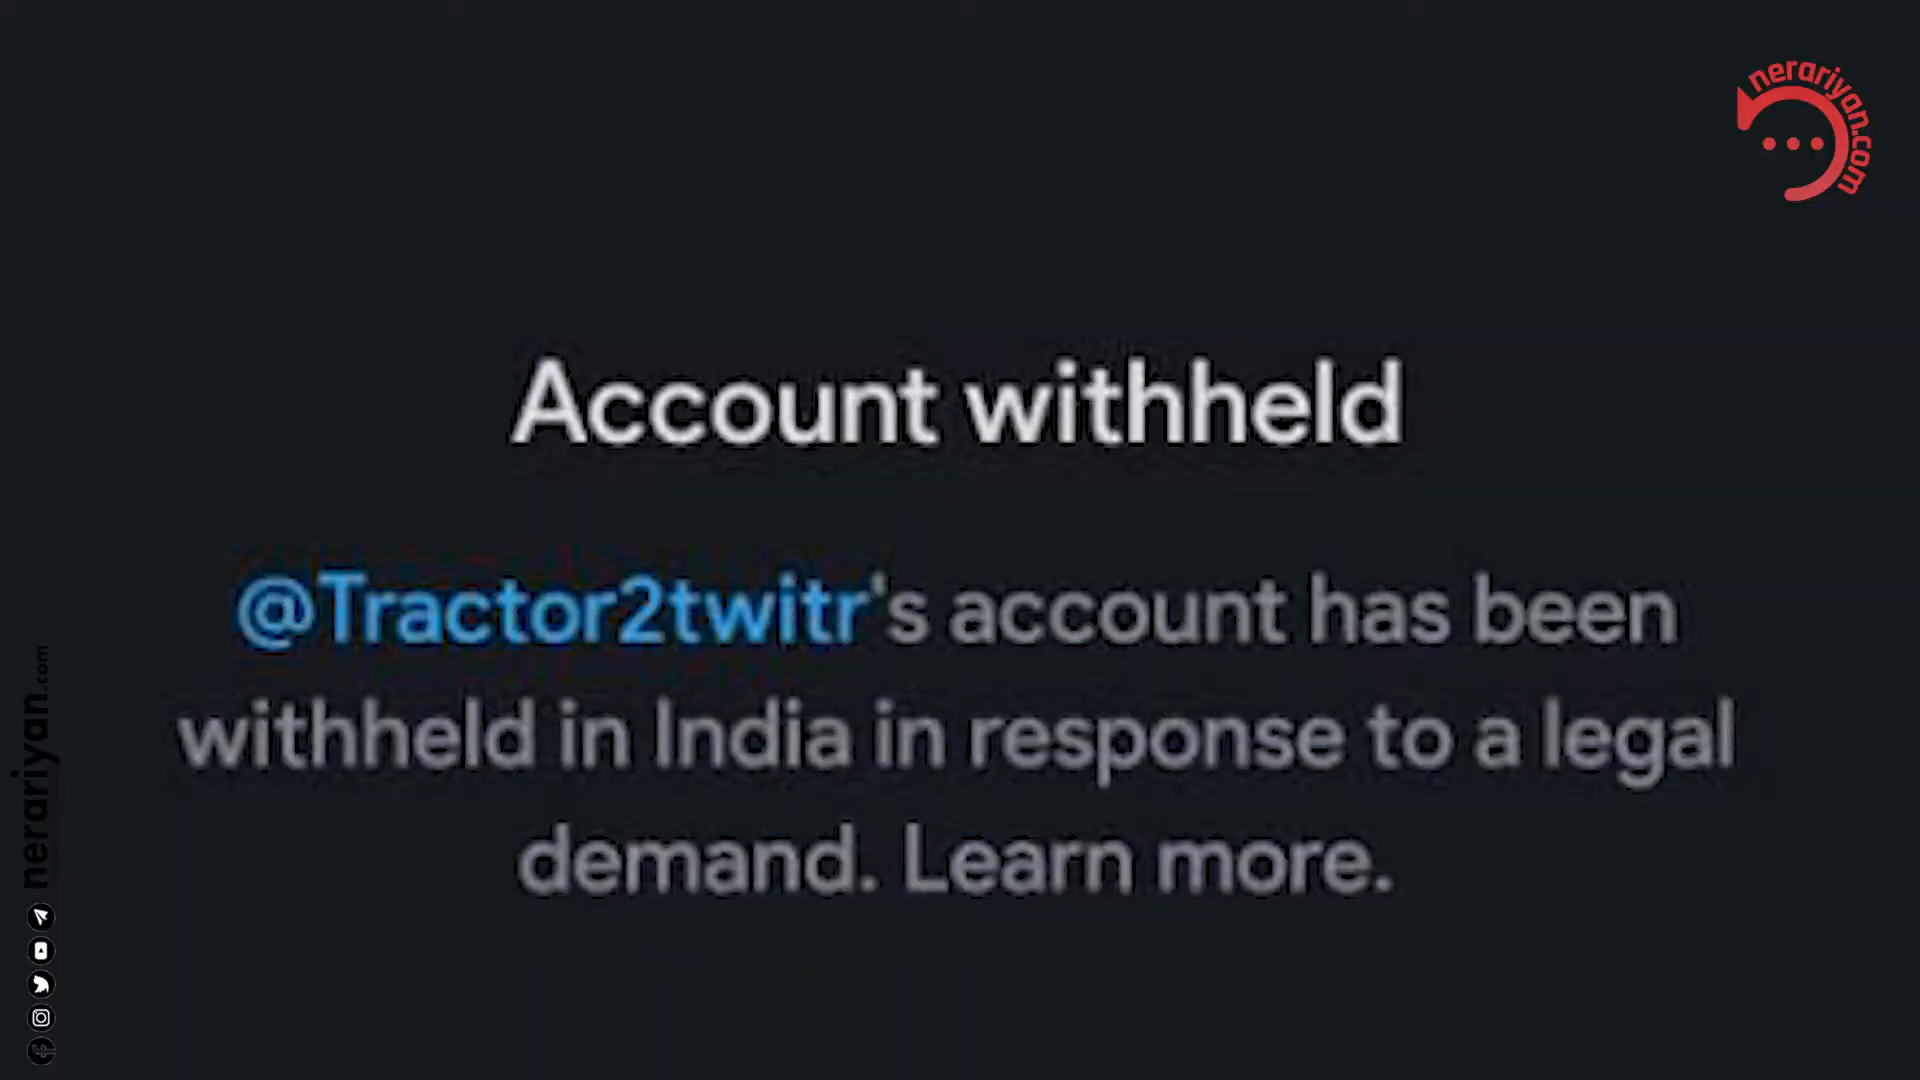 nerariyan.com
Account withheld
@Tractor2twitr's account has been
withheld in India in response to a legal
demand. Learn more.
nerariyan.com